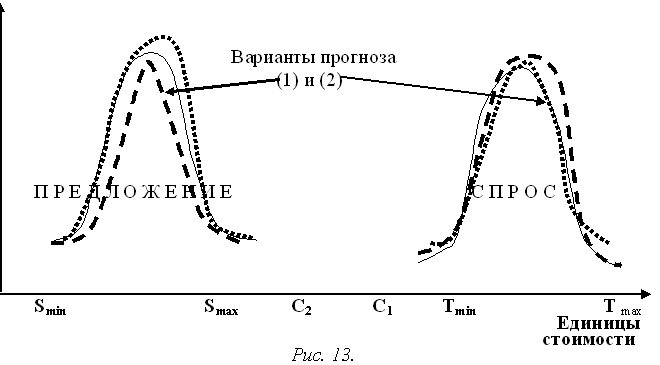 Варианты прогноза
(1) и (2)
П Р Е Д Л О Ж Е Н И Е С П Р О С
Smin Smax C2 C1 Tmin T max
Единицы
стоимости
Рис. 13.